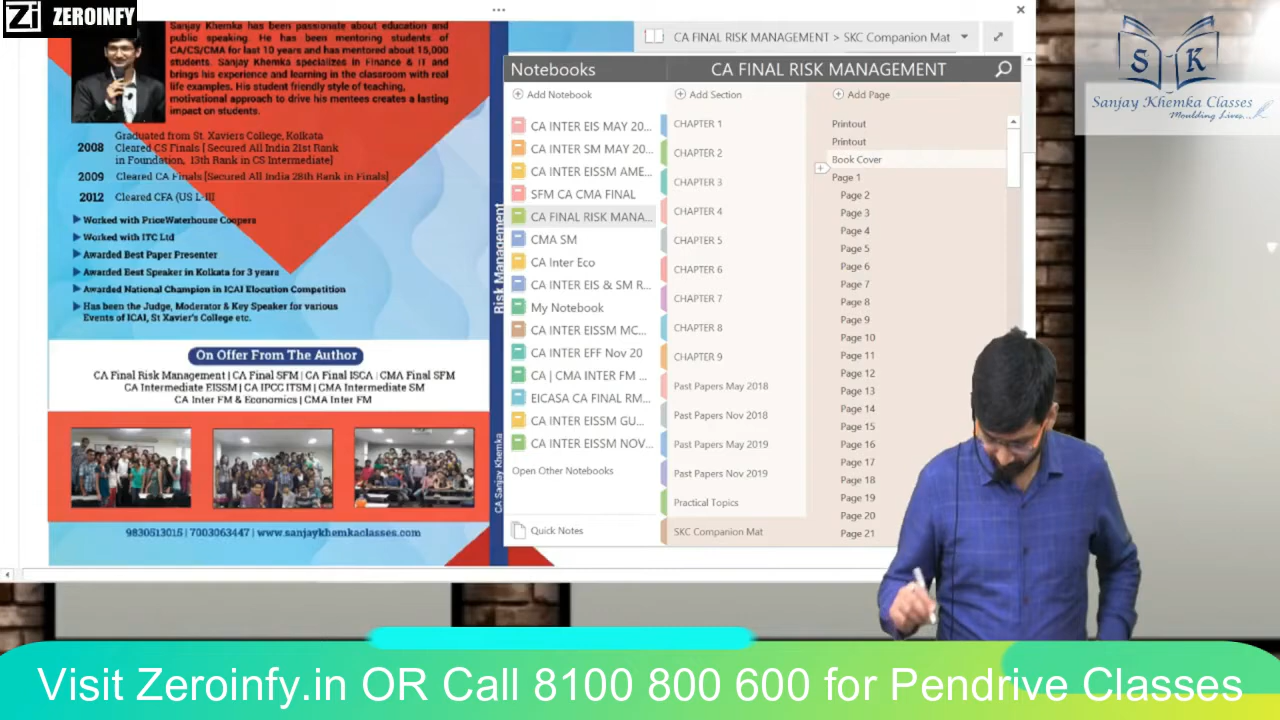 Zi ZEROINFY
Sanjay Khemka has been passionate about education and
public speaking. He has been mentoring students of
CA/CS/CMA for last 10 years and has mentored about 15,000
students. Sanjay Khemka specializes in Finance & IT and
brings his experience and learning in the classroom with real
life examples. His student friendly style of teaching,
motivational approach to drive his mentees creates a lasting
impact on students.
Graduated from St. Xaviers College, Kolkata
2008 Cleared CS Finals [Secured All India 21st Rank
in Foundation, 13th Rank in CS Intermediate]
2009 Cleared CA Finals [Secured All India 28th Rank in Finals]
2012 Cleared CFA (US L-III
Worked with PriceWaterhouse Coopers
Worked with ITC Ltd
Awarded Best Paper Presenter
Awarded Best Speaker in Kolkata for 3 years
Awarded National Champion in ICAI Elocution Competition
Has been the Judge, Moderator & Key Speaker for various
Events of ICAI, St Xavier's College etc.
On Offer From The Author
CA Final Risk Management | CA Final SFM | CA Final ISCA | CMA Final SFM
CA Intermediate EISSM | CA IPCC ITSM | CMA Intermediate SM
CA Inter FM & Economics | CMA Inter FM
9830513015 | 7003063447 | www.sanjaykhemkaclasses.com
Risk Management
CA Sanjay Khemka
CA FINAL RISK MANAGEMENT > SKC Companion Mat
Notebooks
CA FINAL RISK MANAGEMENT
Add Notebook
CA INTER EIS MAY 20...
CA INTER SM MAY 20...
CA INTER EISSM AME...
SFM CA CMA FINAL
CA FINAL RISK MANA...
CMA SM
CA Inter Eco
CA INTER EIS & SM R...
My Notebook
CA INTER EISSM MC...
CA INTER EFF Nov 20
CA | CMA INTER FM ...
EICASA CA FINAL RM...
CA INTER EISSM GU...
CA INTER EISSM NOV...
Open Other Notebooks
Quick Notes
Add Section
CHAPTER 1
CHAPTER 2
CHAPTER 3
CHAPTER 4
CHAPTER 5
CHAPTER 6
CHAPTER 7
CHAPTER 8
CHAPTER 9
Past Papers May 2018
Past Papers Nov 2018
Past Papers May 2019
Past Papers Nov 2019
Practical Topics
SKC Companion Mat
Add Page
Printout
Printout
Book Cover
Page 1
Page 2
Page 3
Page 4
Page 5
Page 6
Page 7
Page 8
Page 9
Page 10
Page 11
Page 12
Page 13
Page 14
Page 15
Page 16
Page 17
Page 18
Page 19
Page 20
Page 21
S K
Sanjay Khemka Classes
Moulding Lives...
Visit Zeroinfy.in OR Call 8100 800 600 for Pendrive Classes